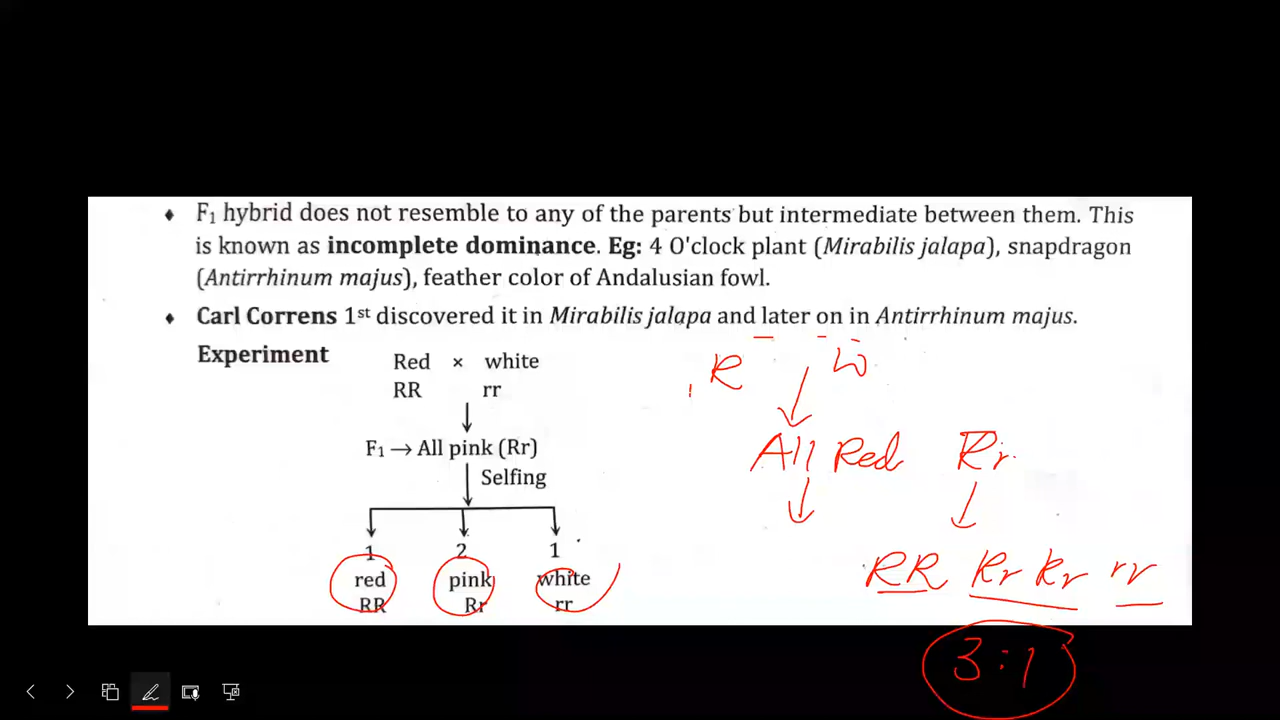 ♦ F₁ hybrid does not resemble to any of the parents but intermediate between them. This
is known as incomplete dominance. Eg: 4 O'clock plant (Mirabilis jalapa), snapdragon
(Antirrhinum majus), feather color of Andalusian fowl.
♦ Carl Correns 1st discovered it in Mirabilis jalapa and later on in Antirrhinum majus.
Experiment
Red × white
RR rr
F₁ → All pink (Rr)
Selfing
1 2 1
red pink white
RR Rr rr
R W
All Red Rr
RR Rr Rr rr
3:1